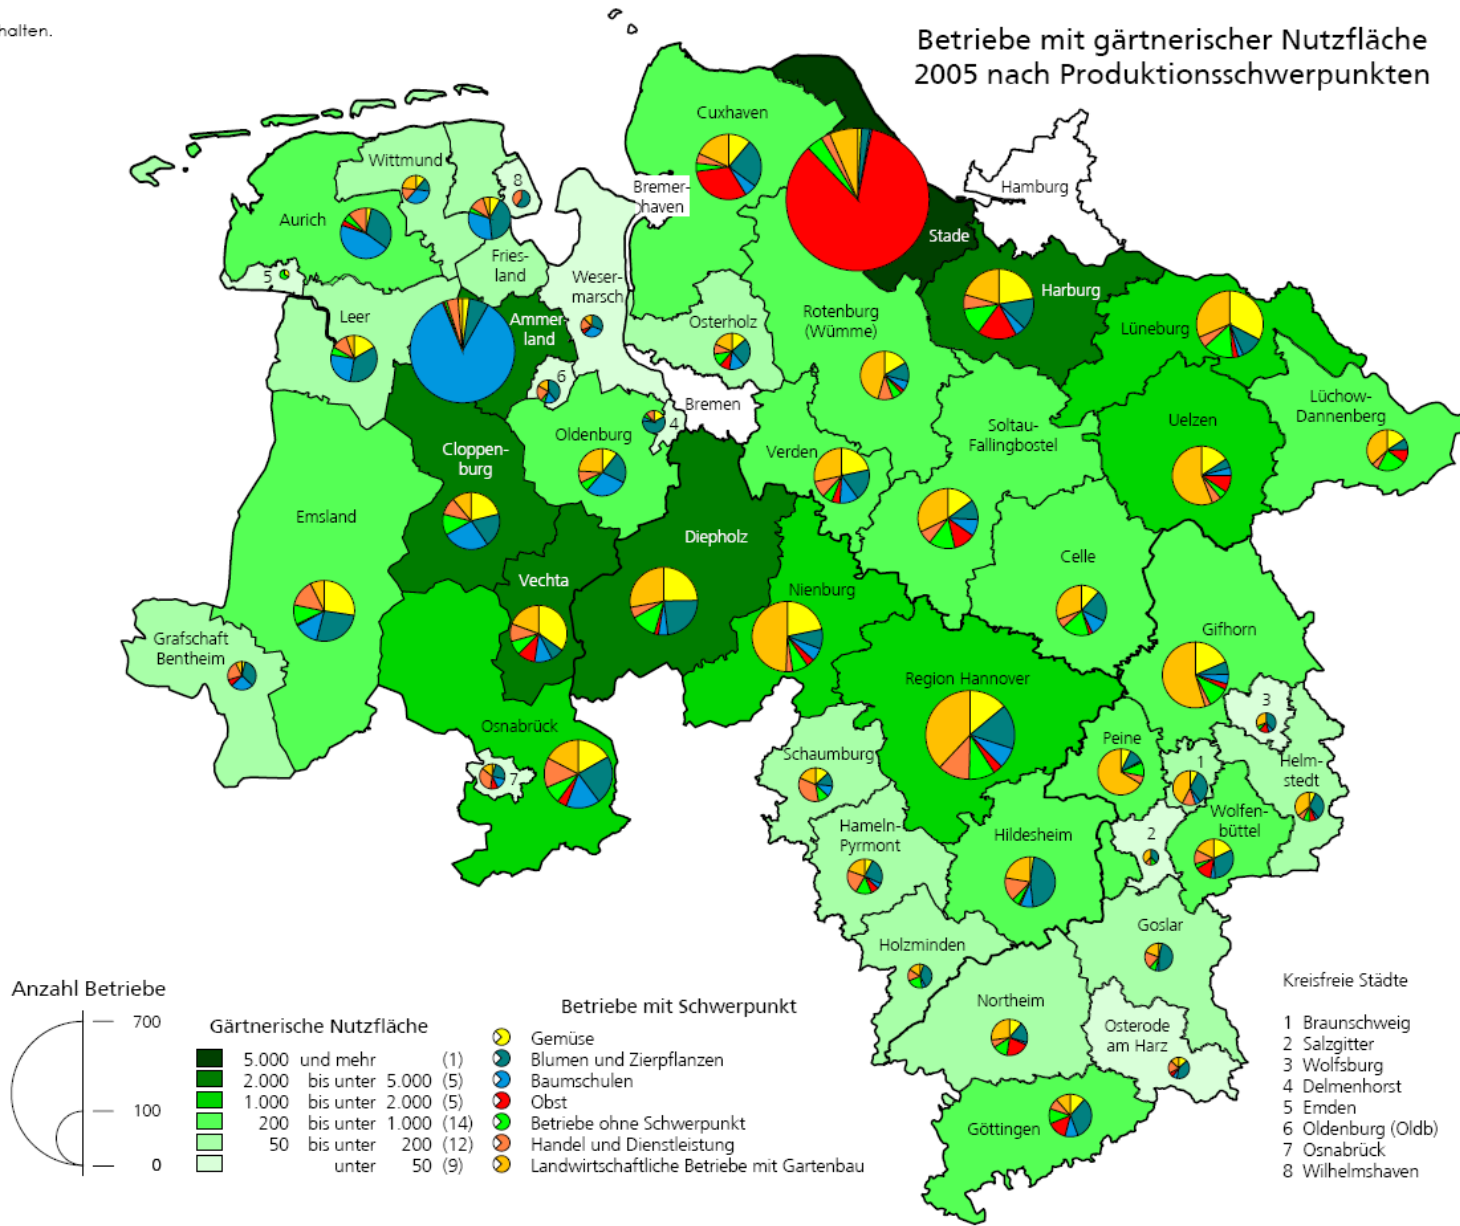 halten.
Betriebe mit gärtnerischer Nutzfläche
2005 nach Produktionsschwerpunkten
Cuxhaven
Wittmund
8
Bremer-
haven
Hamburg
Aurich
Stade
Fries-
land
Weser-
marsch
5
Harburg
Leer
Ammer-
land
Osterholz
Rotenburg
(Wümme)
Lüneburg
6
Bremen
Lüchow-
Dannenberg
4
Oldenburg
Soltau-
Fallingbostel
Uelzen
Cloppen-
burg
Verden
Emsland
Diepholz
Celle
Vechta
Nienburg
Grafschaft
Bentheim
Gifhorn
Region Hannover
3
Osnabrück
Schaumburg
Peine
1
Helm-
stedt
7
Hameln-
Pyrmont
Hildesheim
Wolfen-
büttel
2
Goslar
Holzminden
Northeim
Osterode
am Harz
Göttingen
Anzahl Betriebe
700
100
0
Gärtnerische Nutzfläche
5.000 und mehr (1)
2.000 bis unter 5.000 (5)
1.000 bis unter 2.000 (5)
200 bis unter 1.000 (14)
50 bis unter 200 (12)
unter 50 (9)
Betriebe mit Schwerpunkt
Gemüse
Blumen und Zierpflanzen
Baumschulen
Obst
Betriebe ohne Schwerpunkt
Handel und Dienstleistung
Landwirtschaftliche Betriebe mit Gartenbau
Kreisfreie Städte
1 Braunschweig
2 Salzgitter
3 Wolfsburg
4 Delmenhorst
5 Emden
6 Oldenburg (Oldb)
7 Osnabrück
8 Wilhelmshaven